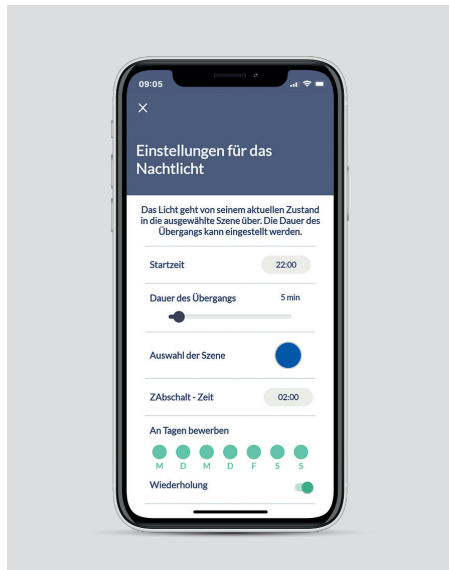 09:05
Einstellungen für das
Nachtlicht
Das Licht geht von seinem aktuellen Zustand
in die ausgewählte Szene über. Die Dauer des
Übergangs kann eingestellt werden.
Startzeit 22:00
Dauer des Übergangs 5 min
Auswahl der Szene
ZAbschalt - Zeit 02:00
An Tagen bewerben
M D M D F S S
Wiederholung